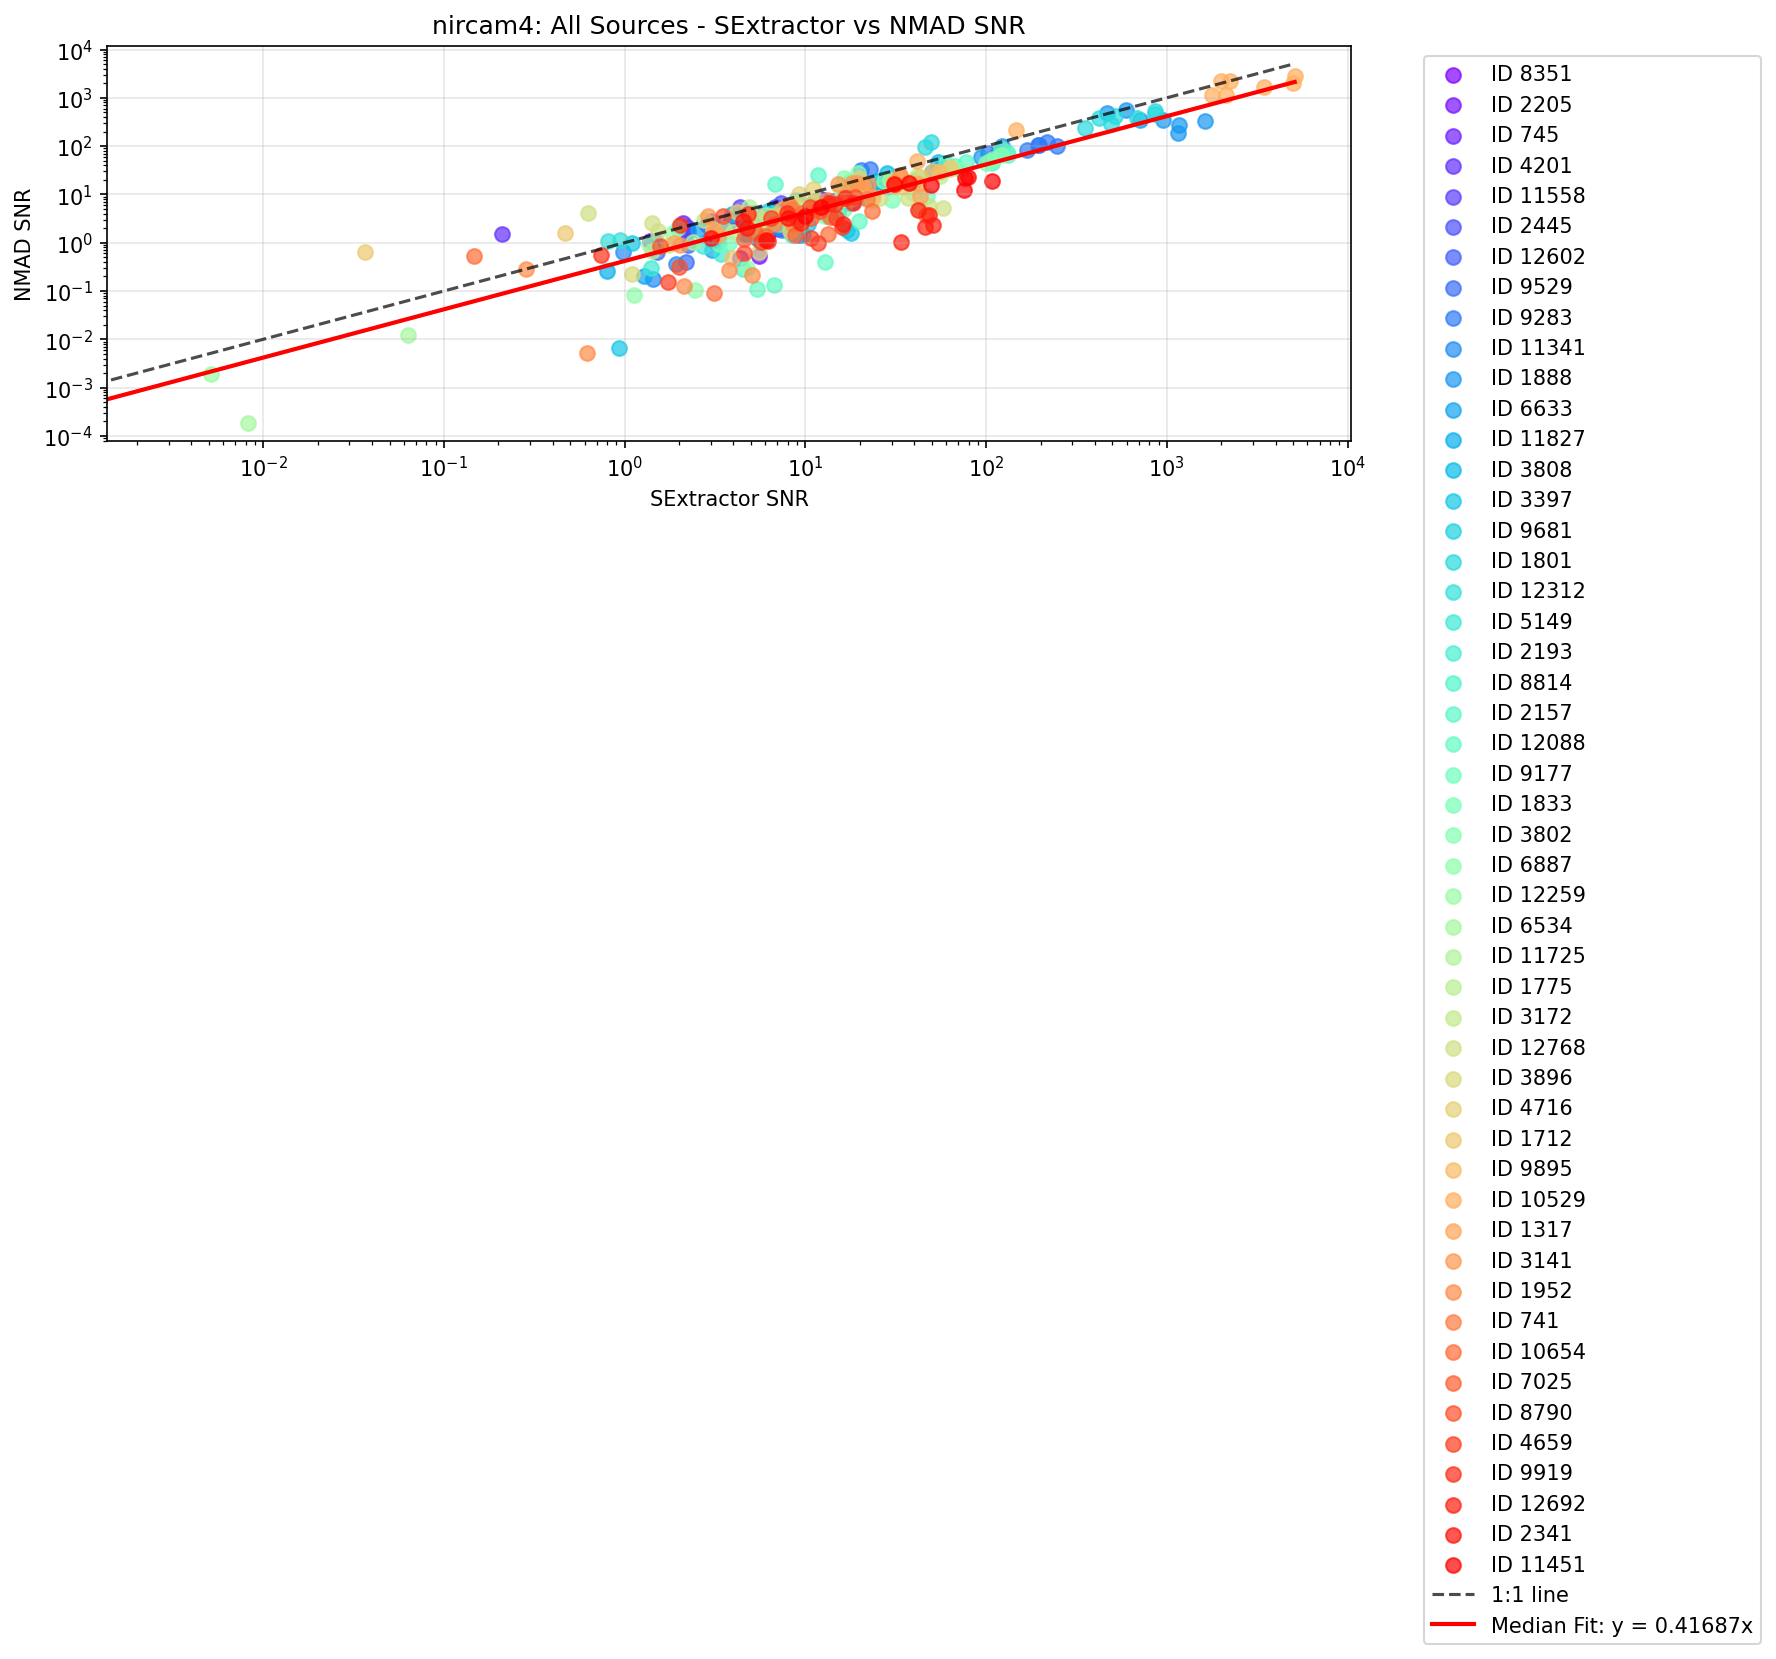 nircam4: All Sources - SExtractor vs NMAD SNR
NMAD SNR
10⁴
10³
10²
10¹
10⁰
10⁻¹
10⁻²
10⁻³
10⁻⁴
10⁻² 10⁻¹ 10⁰ 10¹ 10² 10³ 10⁴
SExtractor SNR
ID 8351
ID 2205
ID 745
ID 4201
ID 11558
ID 2445
ID 12602
ID 9529
ID 9283
ID 11341
ID 1888
ID 6633
ID 11827
ID 3808
ID 3397
ID 9681
ID 1801
ID 12312
ID 5149
ID 2193
ID 8814
ID 2157
ID 12088
ID 9177
ID 1833
ID 3802
ID 6887
ID 12259
ID 6534
ID 11725
ID 1775
ID 3172
ID 12768
ID 3896
ID 4716
ID 1712
ID 9895
ID 10529
ID 1317
ID 3141
ID 1952
ID 741
ID 10654
ID 7025
ID 8790
ID 4659
ID 9919
ID 12692
ID 2341
ID 11451
1:1 line
Median Fit: y = 0.41687x